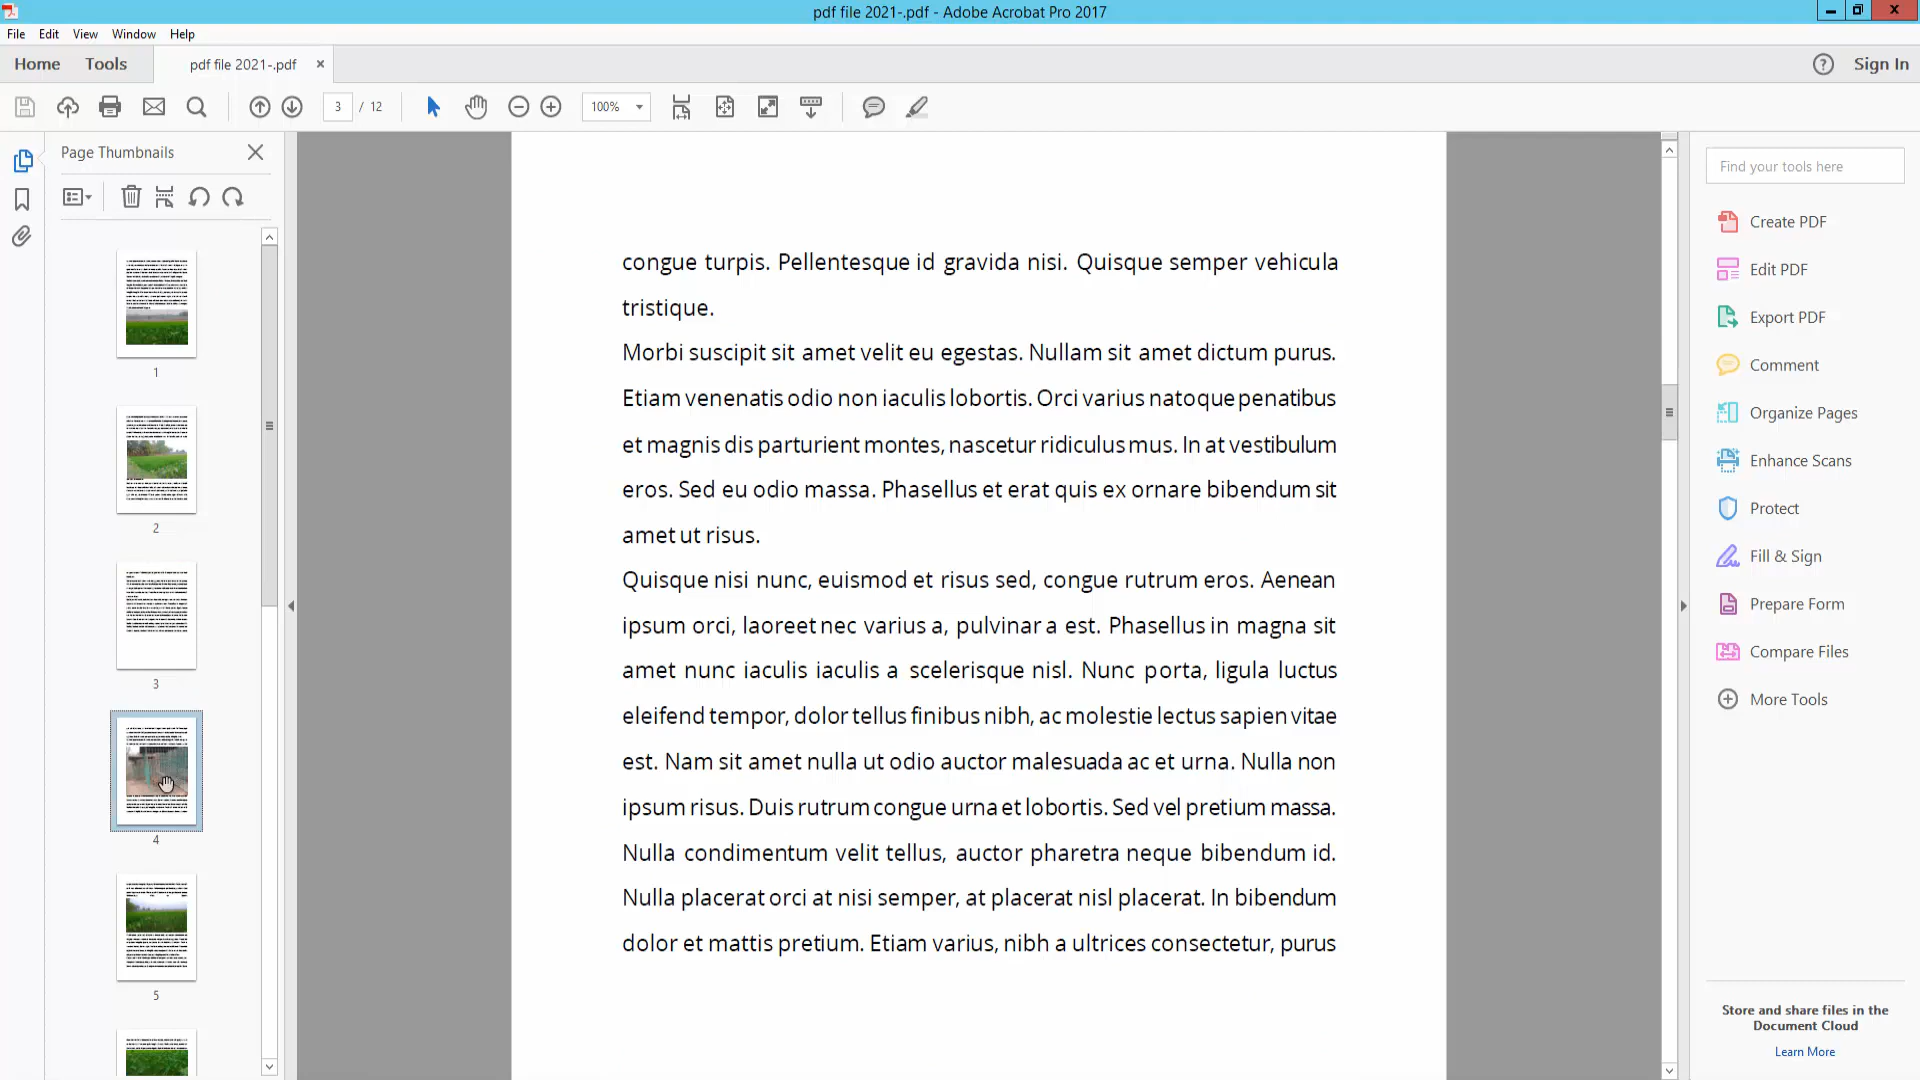 pdf file 2021-.pdf - Adobe Acrobat Pro 2017
File Edit View Window Help
Home Tools pdf file 2021-.pdf × Sign In
3 / 12 100%
Page Thumbnails
1
2
3
4
5
congue turpis. Pellentesque id gravida nisi. Quisque semper vehicula
tristique.
Morbi suscipit sit amet velit eu egestas. Nullam sit amet dictum purus.
Etiam venenatis odio non iaculis lobortis. Orci varius natoque penatibus
et magnis dis parturient montes, nascetur ridiculus mus. In at vestibulum
eros. Sed eu odio massa. Phasellus et erat quis ex ornare bibendum sit
amet ut risus.
Quisque nisi nunc, euismod et risus sed, congue rutrum eros. Aenean
ipsum orci, laoreet nec varius a, pulvinar a est. Phasellus in magna sit
amet nunc iaculis iaculis a scelerisque nisl. Nunc porta, ligula luctus
eleifend tempor, dolor tellus finibus nibh, ac molestie lectus sapien vitae
est. Nam sit amet nulla ut odio auctor malesuada ac et urna. Nulla non
ipsum risus. Duis rutrum congue urna et lobortis. Sed vel pretium massa.
Nulla condimentum velit tellus, auctor pharetra neque bibendum id.
Nulla placerat orci at nisi semper, at placerat nisl placerat. In bibendum
dolor et mattis pretium. Etiam varius, nibh a ultrices consectetur, purus
Find your tools here
Create PDF
Edit PDF
Export PDF
Comment
Organize Pages
Enhance Scans
Protect
Fill & Sign
Prepare Form
Compare Files
More Tools
Store and share files in the
Document Cloud
Learn More